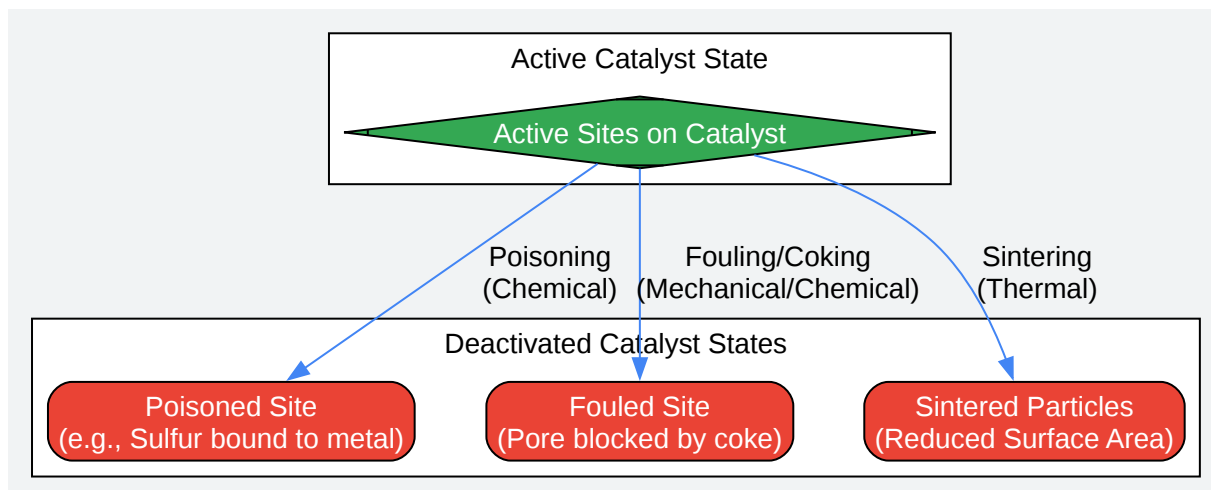 Active Catalyst State
Active Sites on Catalyst
Poisoning
(Chemical)
Fouling/Coking
(Mechanical/Chemical)
Sintering
(Thermal)
Deactivated Catalyst States
Poisoned Site
(e.g., Sulfur bound to metal)
Fouled Site
(Pore blocked by coke)
Sintered Particles
(Reduced Surface Area)